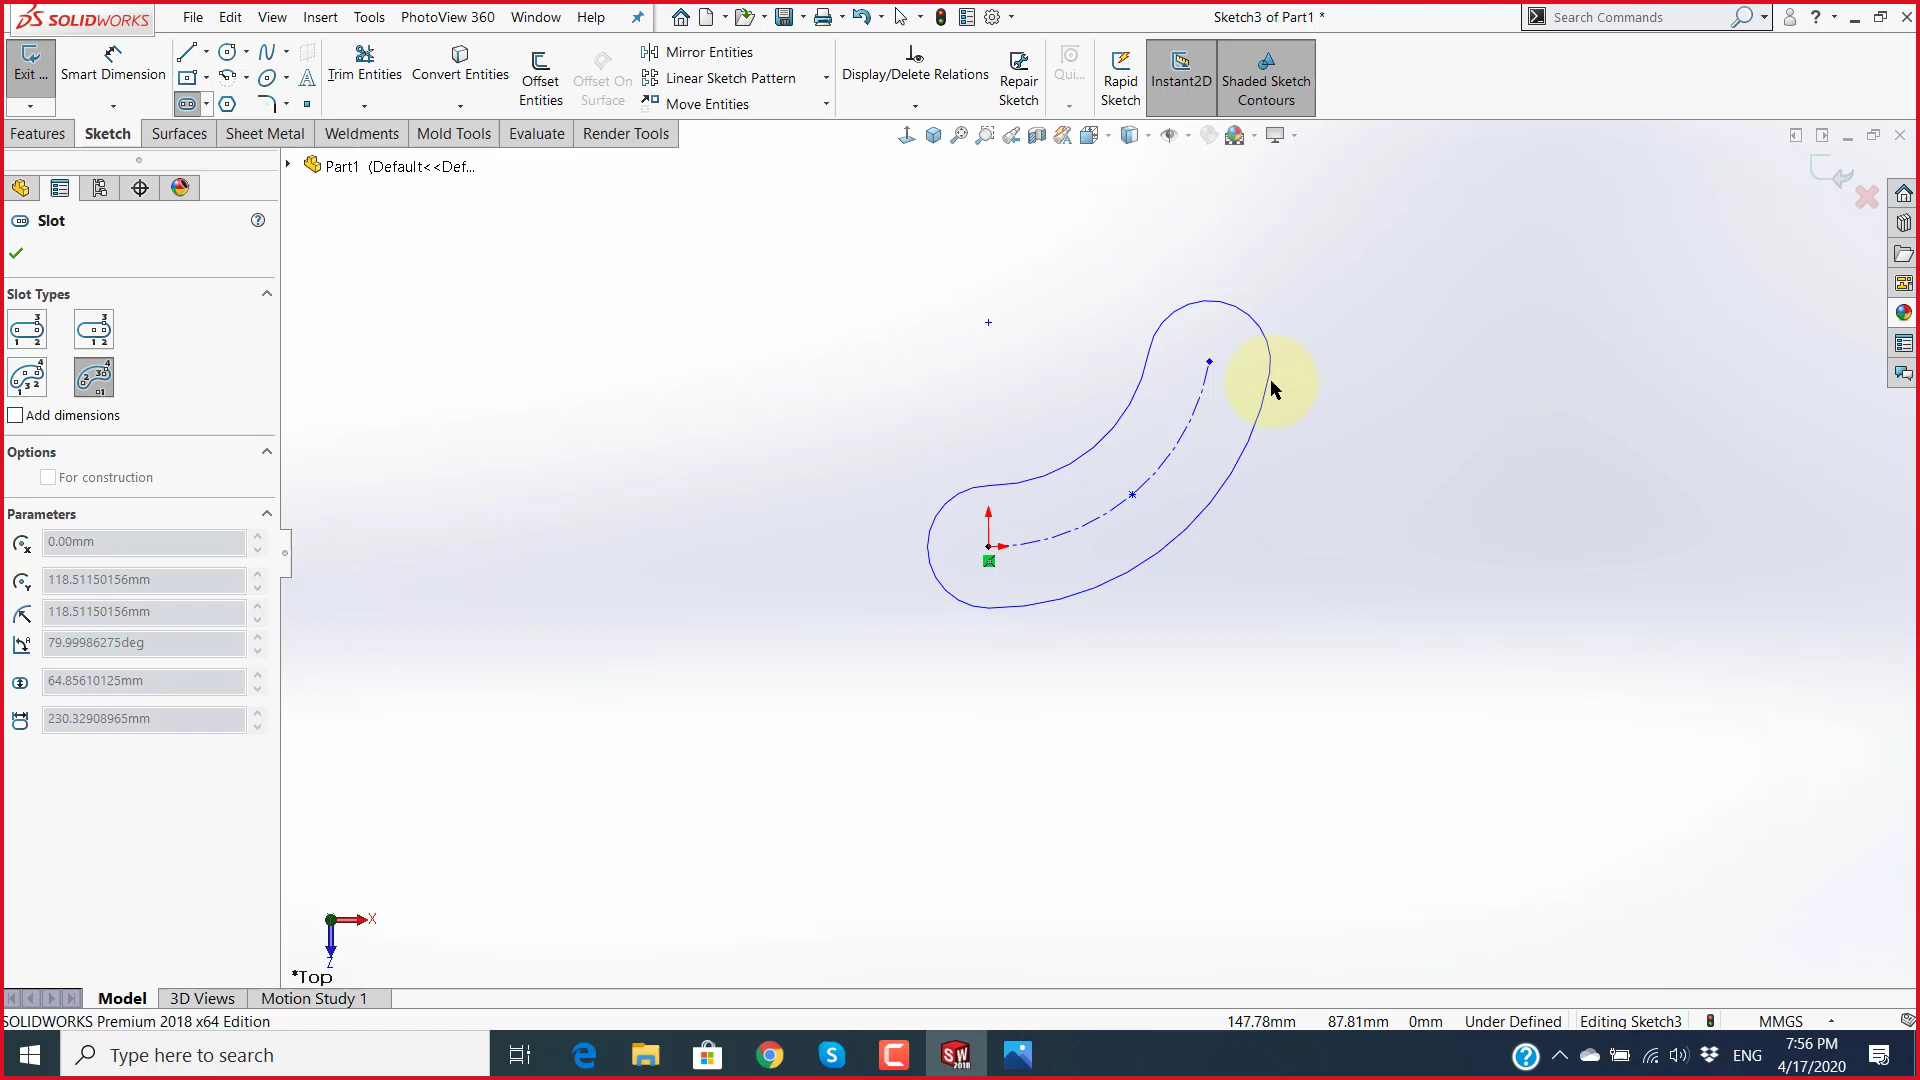 SOLIDWORKS File Edit View Insert Tools PhotoView 360 Window Help Sketch3 of Part1 * Search Commands ?
Exit ... Smart Dimension Trim Entities Convert Entities Offset Entities Offset On Surface Mirror Entities Linear Sketch Pattern Move Entities Display/Delete Relations Repair Sketch Qui... Rapid Sketch Instant2D Shaded Sketch Contours
Features Sketch Surfaces Sheet Metal Weldments Mold Tools Evaluate Render Tools
Part1 (Default<<Def...
Slot
Slot Types
Add dimensions
Options
For construction
Parameters
0.00mm
118.51150156mm
118.51150156mm
79.99986275deg
64.85610125mm
230.32908965mm
X
Z
*Top
Model 3D Views Motion Study 1
SOLIDWORKS Premium 2018 x64 Edition 147.78mm 87.81mm 0mm Under Defined Editing Sketch3 MMGS
Type here to search ENG 7:56 PM
4/17/2020